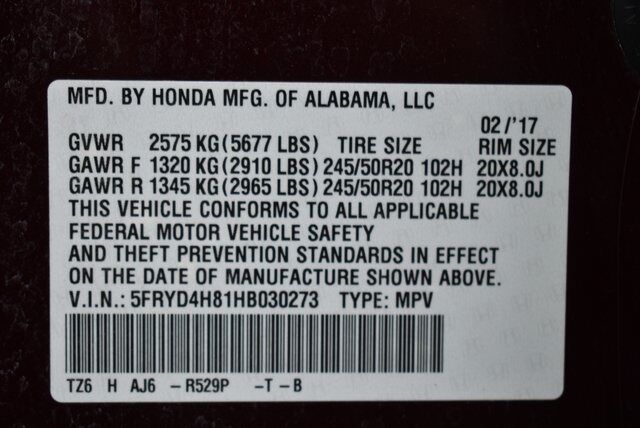 MFD. BY HONDA MFG. OF ALABAMA, LLC
02/'17
GVWR 2575 KG(5677 LBS) TIRE SIZE RIM SIZE
GAWR F 1320 KG(2910 LBS) 245/50R20 102H 20X8.0J
GAWR R 1345 KG(2965 LBS) 245/50R20 102H 20X8.0J
THIS VEHICLE CONFORMS TO ALL APPLICABLE
FEDERAL MOTOR VEHICLE SAFETY
AND THEFT PREVENTION STANDARDS IN EFFECT
ON THE DATE OF MANUFACTURE SHOWN ABOVE.
V.I.N.: 5FRYD4H81HB030273 TYPE: MPV
TZ6 H AJ6 -R529P -T-B